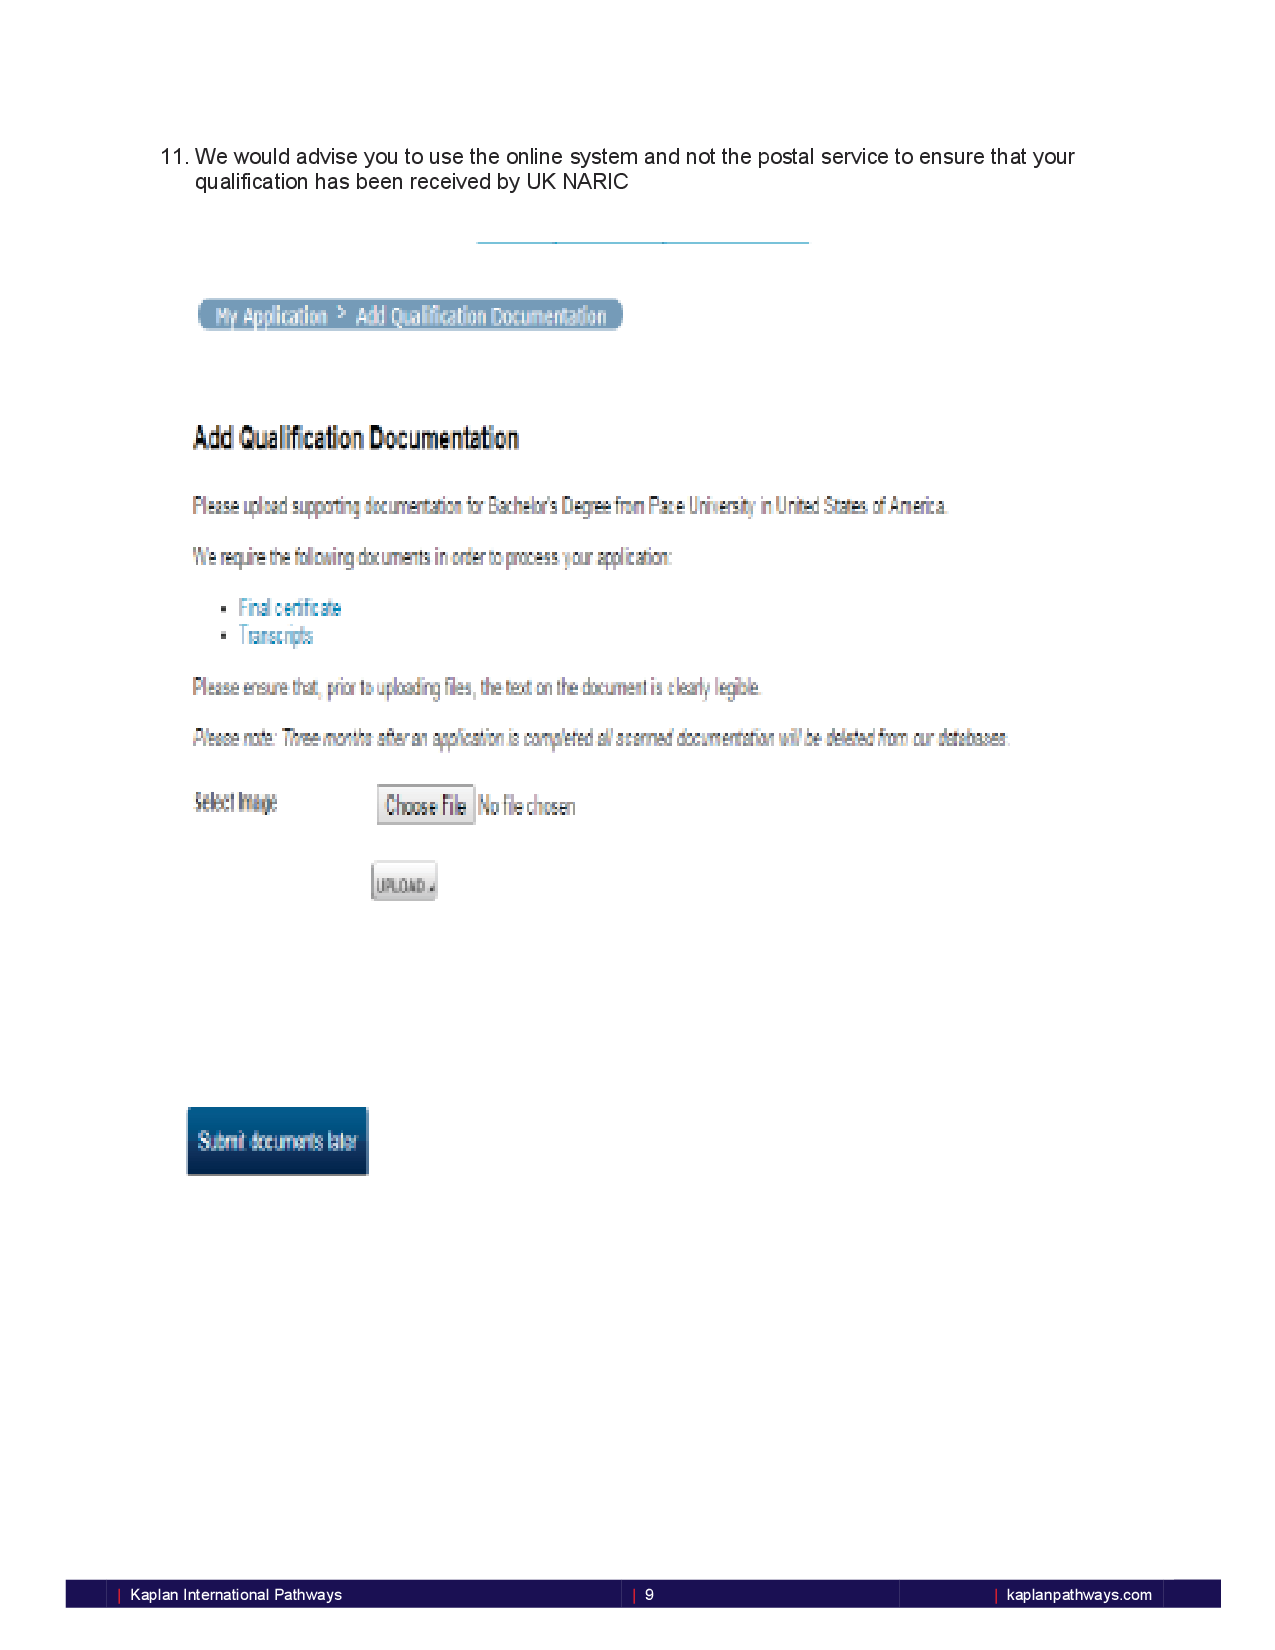 11. We would advise you to use the online system and not the postal service to ensure that your
qualification has been received by UK NARIC
My Application > Add Qualification Documentation
Add Qualification Documentation
Please upload supporting documentation for Bachelor's Degree from Pace University in United States of America.
We require the following documents in order to process your application:
• Final certificate
• Transcripts
Please ensure that, prior to uploading files, the text on the document is clearly legible.
Please note: Three months after an application is completed all scanned documentation will be deleted from our databases.
Select Image Choose File No file chosen
UPLOAD
Submit documents later
| Kaplan International Pathways | 9 | kaplanpathways.com